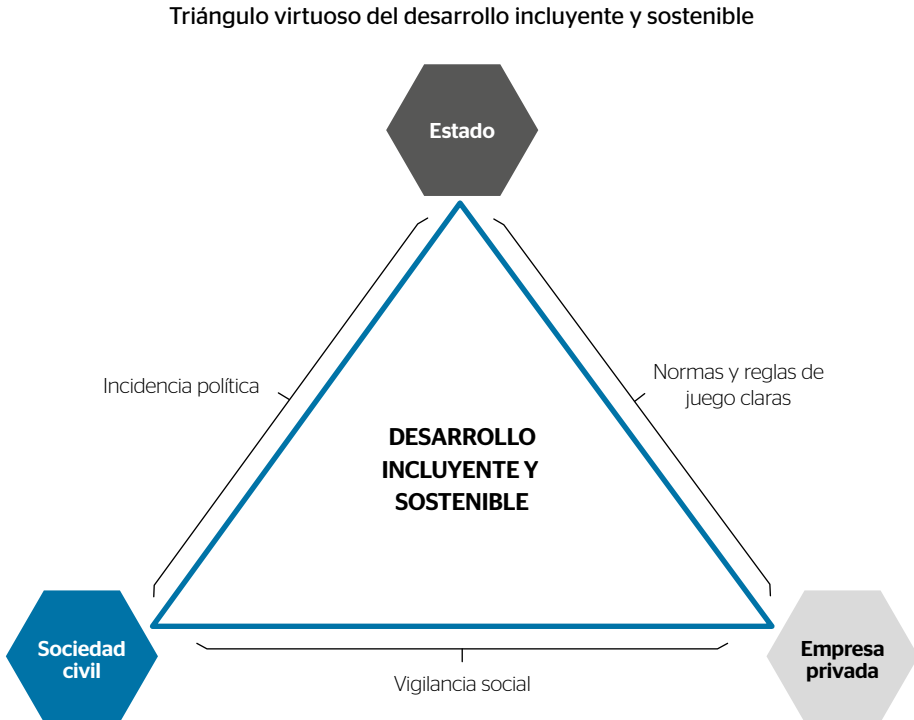 Triángulo virtuoso del desarrollo incluyente y sostenible
Estado
Incidencia política
Normas y reglas de
juego claras
DESARROLLO
INCLUYENTE Y
SOSTENIBLE
Sociedad
civil
Vigilancia social
Empresa
privada